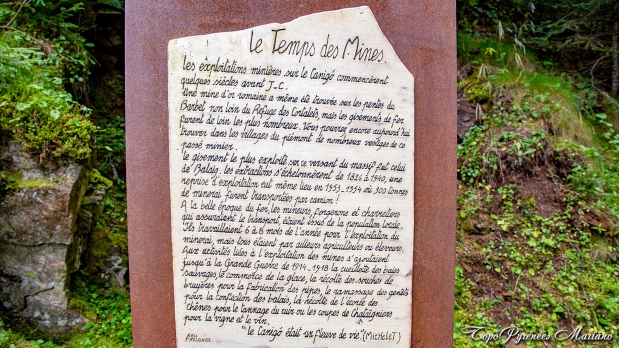 le Temps des Mines.
les exploitations minières sur le Canigó commencèrent
quelques siècles avant J-C.
Une mine d'or romaine a même été trouvée sur les pentes du
Barbet non loin du Refuge des Cortalets, mais les gisements de fer
furent de loin les plus nombreux. Vous pourrez encore aujourd'hui
trouver dans les villages du piemont de nombreux vestiges de ce
passé minier.
le gisement le plus exploité sur ce versant du massif fut celui
de Balaig, les extractions s'échelonnèrent de 1826 à 1940, une
reprise d'exploitation eut même lieu en 1953-1954 où 300 tonnes
de minerai furent transportées par camion!
A la belle époque du fer, les mineurs, forgerons et charretiers
qui assuraient le transport, étaient issus de la population locale.
Ils travaillaient 6 à 8 mois de l'année pour l'exploitation du
minerai, mais tous étaient par ailleurs agriculteurs ou éleveurs.
Aux activités liées à l'exploitation des mines s'ajoutaient
jusqu'à la Grande Guerre de 1914-1918 la cueillette des baies
sauvages, le commerce de la glace, la récolte des souches de
bruyères pour la fabrication des pipes, le ramassage des genêts
pour la confection des balais, la récolte de l'écorce des
chênes pour le tannage du cuir ou les coupes de Chataigniers
pour la vigne et le vin.
"le Canigó était un fleuve de vie" (MicheleT)
Topo Pyrénées Mariano